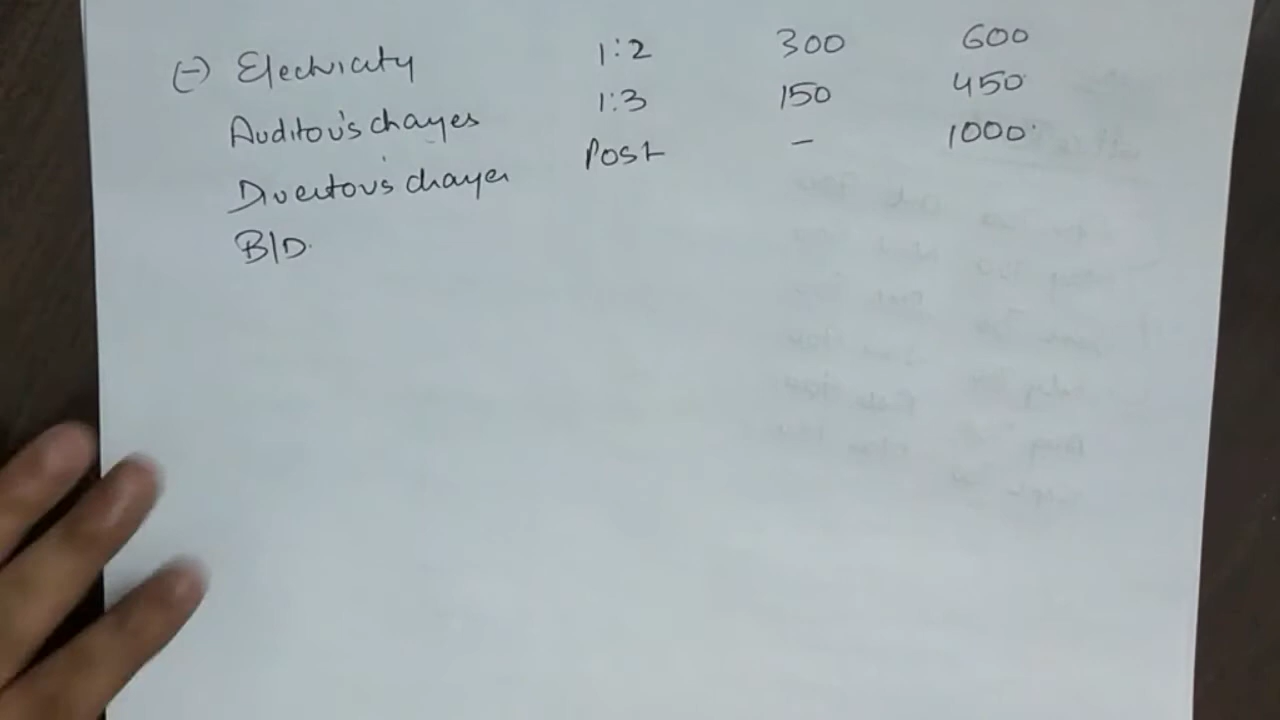 (-) Electricity 1:2 300 600
Auditor's charges 1:3 150 450
Director's charges Post - 1000
B/D